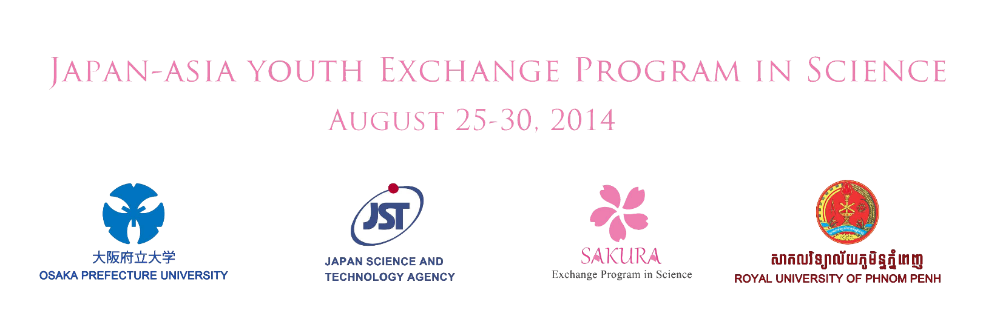 Japan-Asia Youth Exchange Program in Science
August 25-30, 2014
大阪府立大学
OSAKA PREFECTURE UNIVERSITY
JST
JAPAN SCIENCE AND
TECHNOLOGY AGENCY
SAKURA
Exchange Program in Science
សាកលវិទ្យាល័យភូមិន្ទភ្នំពេញ
ROYAL UNIVERSITY OF PHNOM PENH